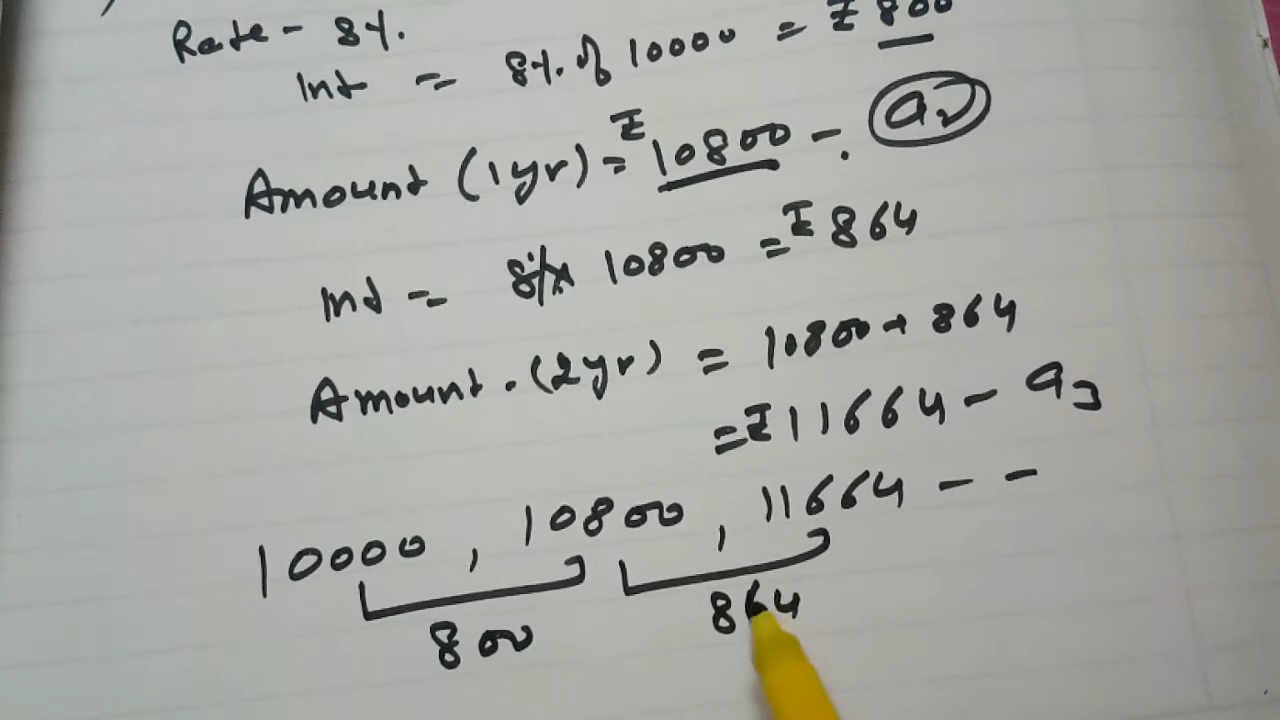 Rate - 8%.
Int = 8% of 10000 = ₹ 800
Amount (1yr) = ₹ 10800 - a2
Int = 8% x 10800 = ₹ 864
Amount. (2yr) = 10800 + 864
= ₹ 11664 - a3
10000, 10800, 11664 - -
800 864